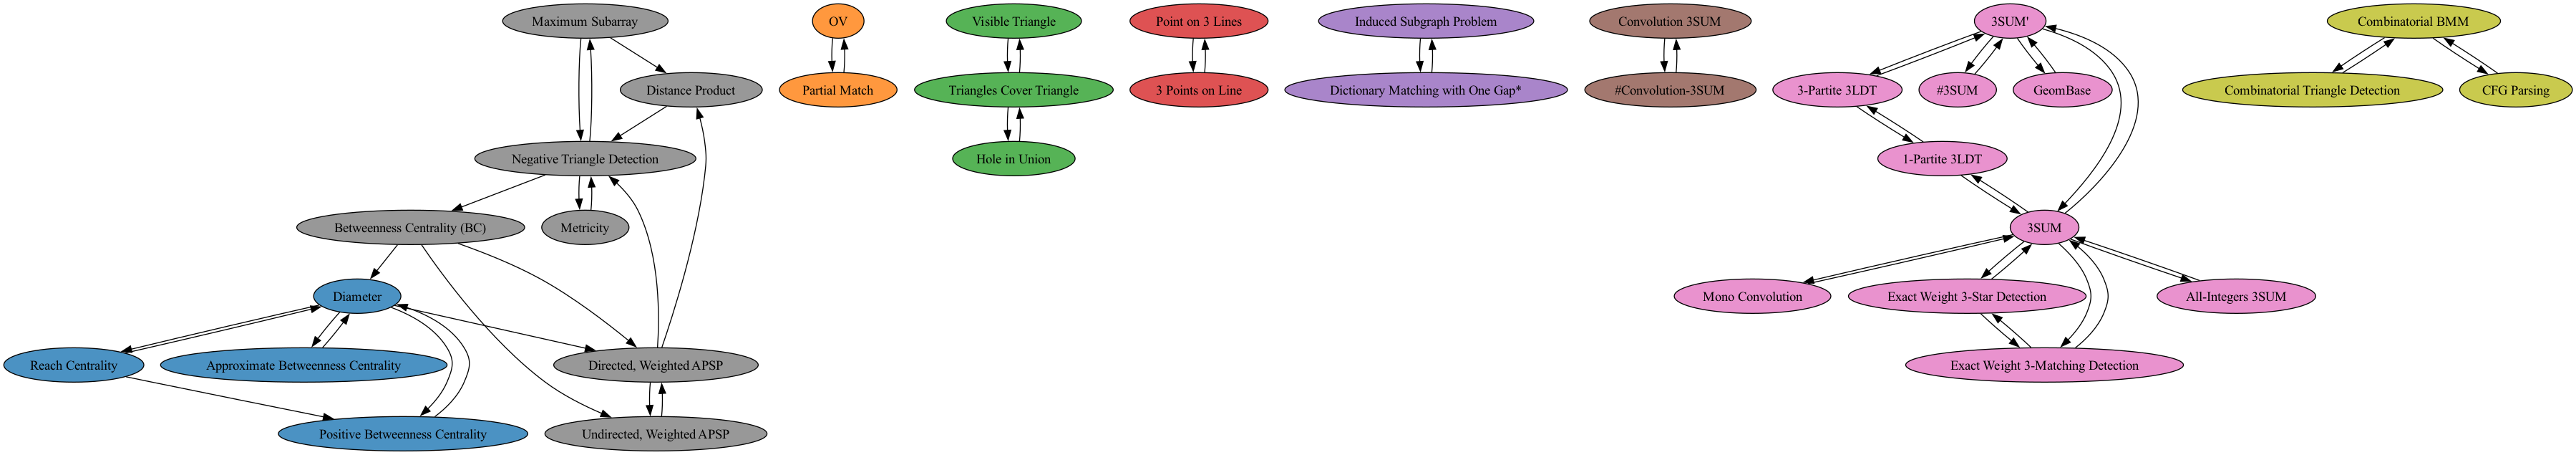 Maximum Subarray
OV
Visible Triangle
Point on 3 Lines
Induced Subgraph Problem
Convolution 3SUM
3SUM'
Combinatorial BMM
Distance Product
Partial Match
Triangles Cover Triangle
3 Points on Line
Dictionary Matching with One Gap*
#Convolution-3SUM
3-Partite 3LDT
#3SUM
GeomBase
Combinatorial Triangle Detection
CFG Parsing
Negative Triangle Detection
Hole in Union
1-Partite 3LDT
Betweenness Centrality (BC)
Metricity
3SUM
Diameter
Mono Convolution
Exact Weight 3-Star Detection
All-Integers 3SUM
Reach Centrality
Approximate Betweenness Centrality
Directed, Weighted APSP
Exact Weight 3-Matching Detection
Positive Betweenness Centrality
Undirected, Weighted APSP